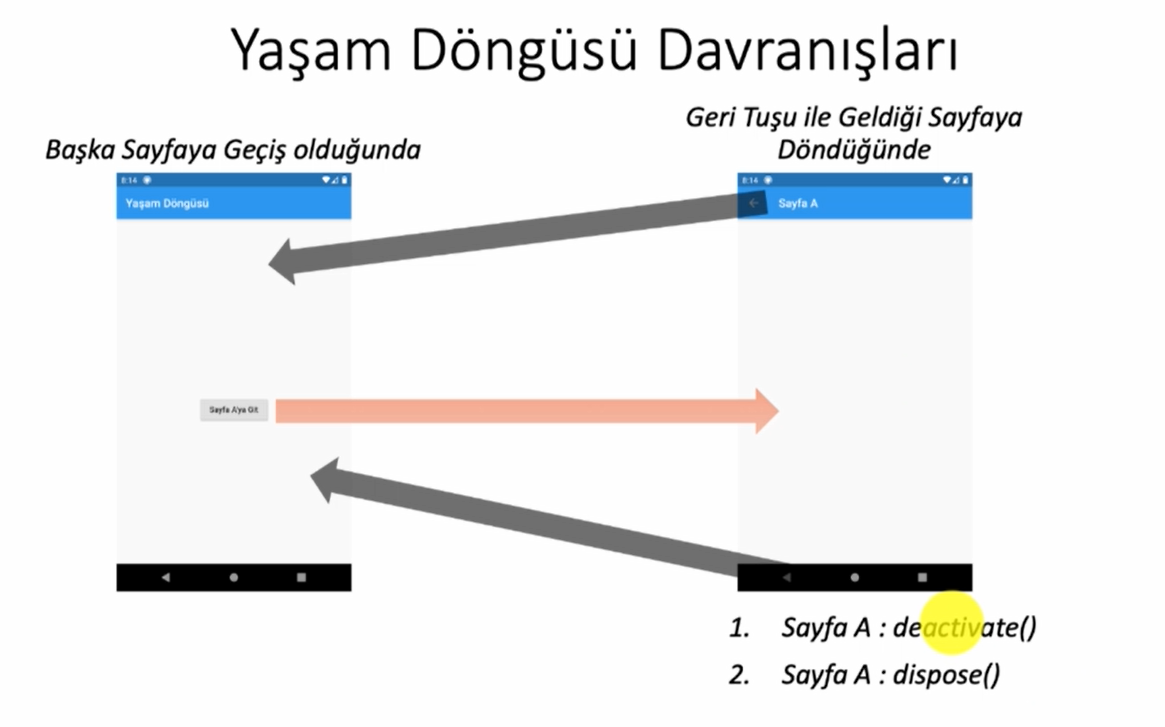 Yaşam Döngüsü Davranışları
Başka Sayfaya Geçiş olduğunda
Geri Tuşu ile Geldiği Sayfaya
Döndüğünde
8:14
Yaşam Döngüsü
Sayfa A'ya Git
8:14
Sayfa A
1. Sayfa A : deactivate()
2. Sayfa A : dispose()